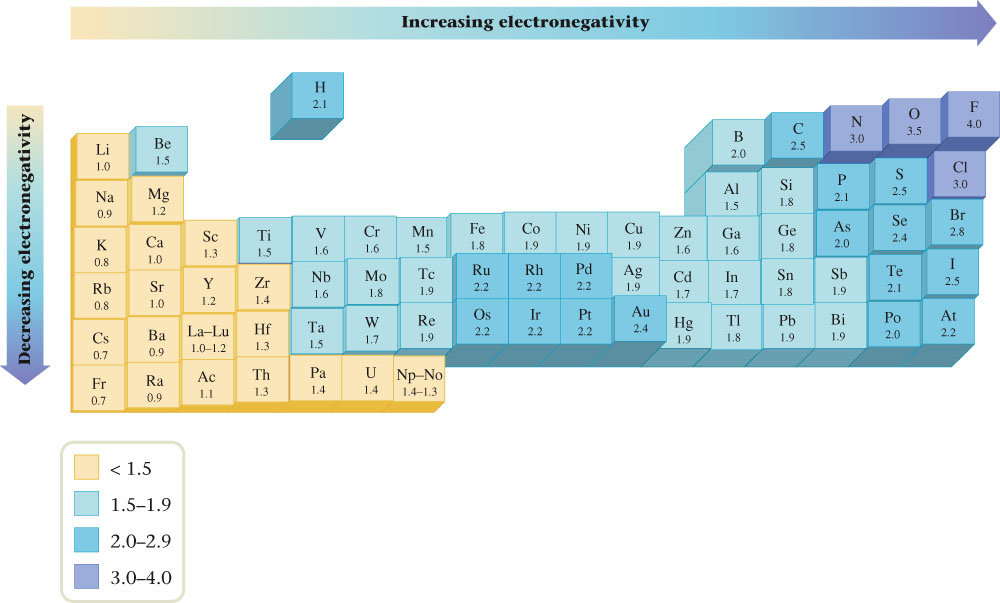 Increasing electronegativity
Decreasing electronegativity
H
2.1
Li
1.0
Be
1.5
B
2.0
C
2.5
N
3.0
O
3.5
F
4.0
Na
0.9
Mg
1.2
Al
1.5
Si
1.8
P
2.1
S
2.5
Cl
3.0
K
0.8
Ca
1.0
Sc
1.3
Ti
1.5
V
1.6
Cr
1.6
Mn
1.5
Fe
1.8
Co
1.9
Ni
1.9
Cu
1.9
Zn
1.6
Ga
1.6
Ge
1.8
As
2.0
Se
2.4
Br
2.8
Rb
0.8
Sr
1.0
Y
1.2
Zr
1.4
Nb
1.6
Mo
1.8
Tc
1.9
Ru
2.2
Rh
2.2
Pd
2.2
Ag
1.9
Cd
1.7
In
1.7
Sn
1.8
Sb
1.9
Te
2.1
I
2.5
Cs
0.7
Ba
0.9
La–Lu
1.0–1.2
Hf
1.3
Ta
1.5
W
1.7
Re
1.9
Os
2.2
Ir
2.2
Pt
2.2
Au
2.4
Hg
1.9
Tl
1.8
Pb
1.9
Bi
1.9
Po
2.0
At
2.2
Fr
0.7
Ra
0.9
Ac
1.1
Th
1.3
Pa
1.4
U
1.4
Np–No
1.4–1.3
< 1.5
1.5–1.9
2.0–2.9
3.0–4.0